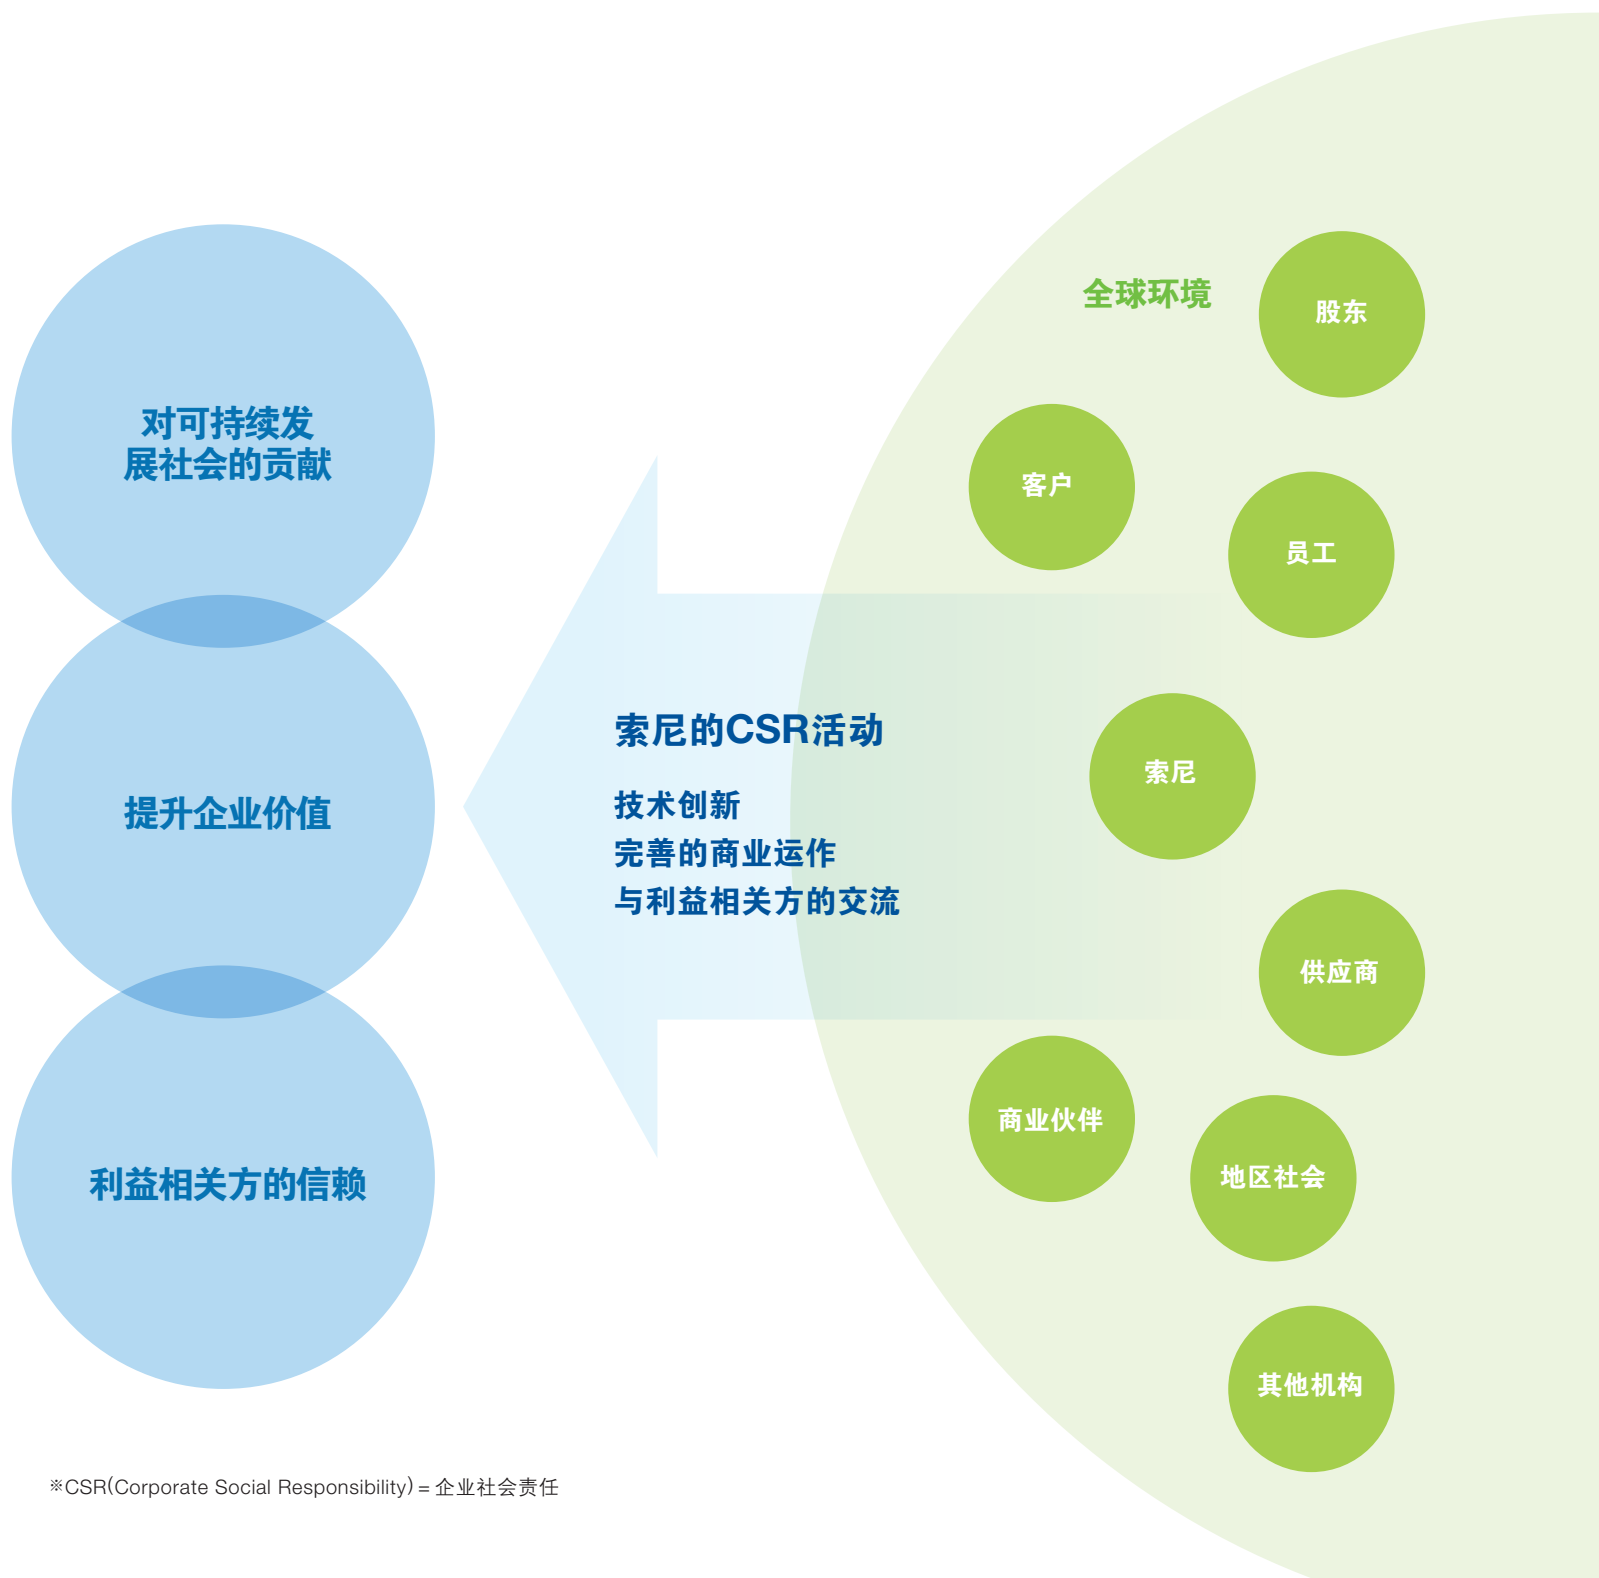 对可持续发
展社会的贡献
提升企业价值
利益相关方的信赖
索尼的CSR活动
技术创新
完善的商业运作
与利益相关方的交流
全球环境
股东
客户
员工
索尼
供应商
商业伙伴
地区社会
其他机构
※CSR(Corporate Social Responsibility) = 企业社会责任